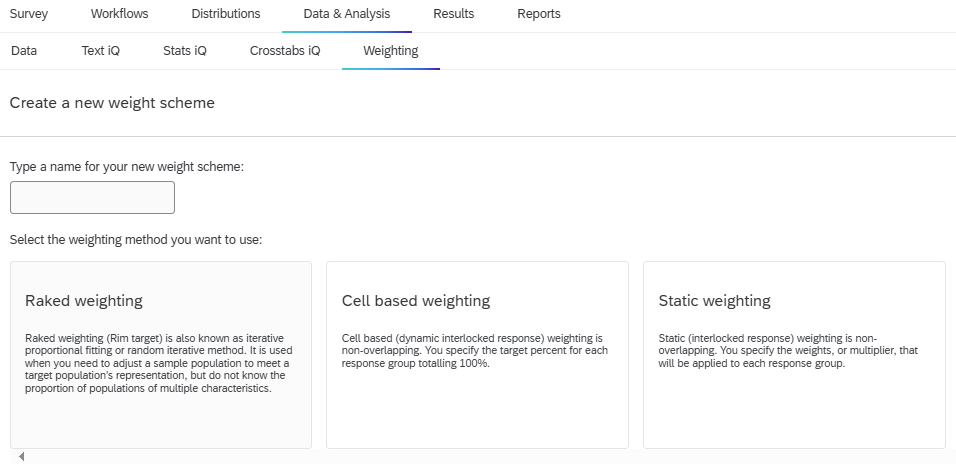 Survey Workflows Distributions Data & Analysis Results Reports
Data Text iQ Stats iQ Crosstabs iQ Weighting
Create a new weight scheme
Type a name for your new weight scheme:
Select the weighting method you want to use:
Raked weighting
Raked weighting (Rim target) is also known as iterative
proportional fitting or random iterative method. It is used
when you need to adjust a sample population to meet a
target population's representation, but do not know the
proportion of populations of multiple characteristics.
Cell based weighting
Cell based (dynamic interlocked response) weighting is
non-overlapping. You specify the target percent for each
response group totalling 100%.
Static weighting
Static (interlocked response) weighting is non-
overlapping. You specify the weights, or multiplier, that
will be applied to each response group.